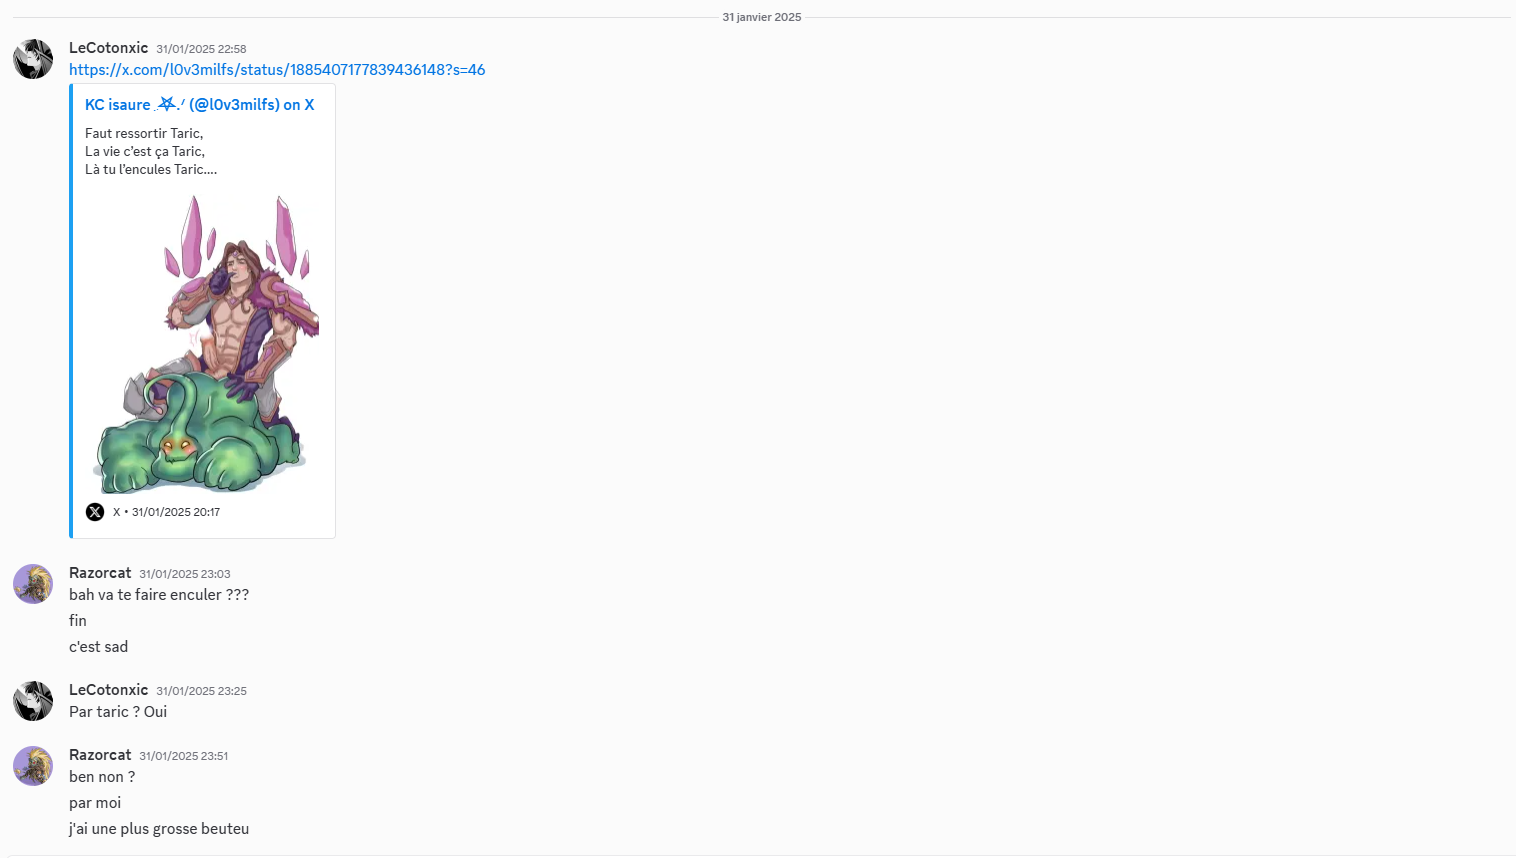 31 janvier 2025
LeCotonxic 31/01/2025 22:58
https://x.com/l0v3milfs/status/1885407177839436148?s=46
KC isaure (@l0v3milfs) on X
Faut ressortir Taric,
La vie c’est ça Taric,
Là tu l’encules Taric....
X • 31/01/2025 20:17
Razorcat 31/01/2025 23:03
bah va te faire enculer ???
fin
c'est sad
LeCotonxic 31/01/2025 23:25
Par taric ? Oui
Razorcat 31/01/2025 23:51
ben non ?
par moi
j'ai une plus grosse beuteu